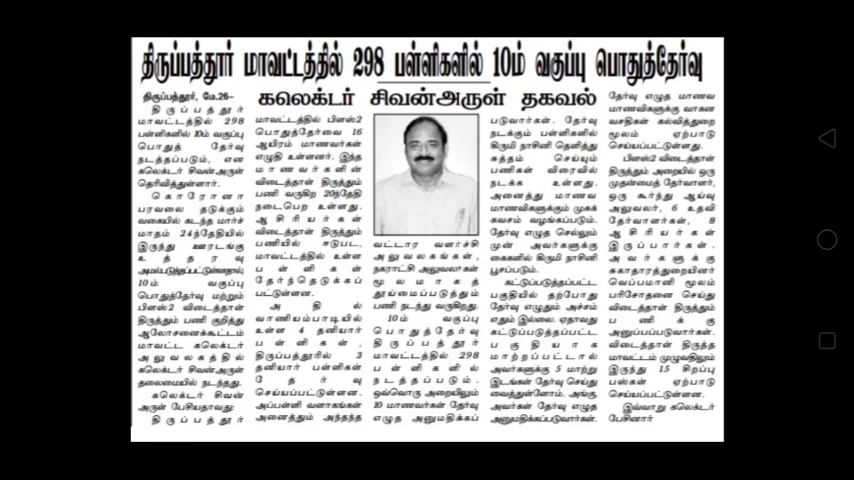 திருப்பத்தூர் மாவட்டத்தில் 298 பள்ளிகளில் 10ம் வகுப்பு பொதுத்தேர்வு
கலெக்டர் சிவன்அருள் தகவல்
திருப்பத்தூர், மே.26–
திருப்பத்தூர்
மாவட்டத்தில் 298
பள்ளிகளில் 10ம் வகுப்பு
பொதுத் தேர்வு
நடத்தப்படும், என
கலெக்டர் சிவன்அருள்
தெரிவித்துள்ளார்.
கொரோனா
பரவலை தடுக்கும்
வகையில் கடந்த மார்ச்
மாதம் 24ந்தேதியில்
இருந்து ஊரடங்கு
உத்தரவு
அமல்படுத்தப்பட்டுள்ளதால்
10ம் வகுப்பு
பொதுத்தேர்வு மற்றும்
பிளஸ்2 விடைத்தாள்
திருத்தும் பணி குறித்து
ஆலோசனைக்கூட்டம்
மாவட்ட கலெக்டர்
அலுவலகத்தில்
கலெக்டர் சிவன்அருள்
தலைமையில் நடந்தது.
கலெக்டர் சிவன்
அருள் பேசியதாவது:
திருப்பத்தூர்
மாவட்டத்தில் பிளஸ்2
பொதுத்தேர்வை 16
ஆயிரம் மாணவர்கள்
எழுதி உள்ளனர். இந்த
மாணவர்களின்
விடைத்தாள் திருத்தும்
பணி வருகிற 20ந்தேதி
நடைபெற உள்ளது.
ஆசிரியர்கள்
விடைத்தாள் திருத்தும்
பணியில் ஈடுபட,
மாவட்டத்தில் உள்ள
பள்ளிகள்
தேர்ந்தெடுக்கப்
பட்டுள்ளன.
அதில்
வாணியம்பாடியில்
உள்ள 4 தனியார்
பள்ளிகள்,
திருப்பத்தூரில் 3
தனியார் பள்ளிகள்
தேர்வு
செய்யப்பட்டுள்ளன.
அப்பள்ளி வளாகங்கள்
அனைத்தும் அந்தந்த
வட்டார வளர்ச்சி
அலுவலகங்கள்,
நகராட்சி அலுவலர்கள்
மூலமாகத்
தூய்மைப்படுத்தும்
பணி நடந்து வருகிறது.
10ம் வகுப்பு
பொதுத்தேர்வு
திருப்பத்தூர்
மாவட்டத்தில் 298
பள்ளிகளில்
நடத்தப்படும்.
ஒவ்வொரு அறையிலும்
10 மாணவர்கள் தேர்வு
எழுத அனுமதிக்கப்
படுவார்கள். தேர்வு
நடக்கும் பள்ளிகளில்
கிருமி நாசினி தெளித்து
சுத்தம் செய்யும்
பணிகள் விரைவில்
நடக்க உள்ளது.
அனைத்து மாணவ
மாணவிகளுக்கும் முகக்
கவசம் வழங்கப்படும்.
தேர்வு எழுத செல்லும்
முன் அவர்களுக்கு
கைகளில் கிருமி நாசினி
பூசப்படும்.
கட்டுப்படுத்தப்பட்ட
பகுதியில் தற்போது
தேர்வு எழுதும் அச்சம்
எதும் இல்லை. ஏதாவது
கட்டுப்படுத்தப்பட்ட
பகுதியாக
மாற்றப்பட்டால்
அவர்களுக்கு 5 மாற்று
இடங்கள் தேர்வு செய்து
வைத்துள்ளோம். அங்கு
அவர்கள் தேர்வு எழுத
அனுமதிக்கப்படுவார்கள்.
தேர்வு எழுத மாணவ
மாணவிகளுக்கு வாகன
வசதிகள் கல்வித்துறை
மூலம் ஏற்பாடு
செய்யப்பட்டுள்ளது.
பிளஸ்2 விடைத்தாள்
திருத்தும் அறையில் ஒரு
முதன்மைத் தேர்வாளர்,
ஒரு கூர்ந்து ஆய்வு
அலுவலர், 6 உதவி
தேர்வாளர்கள், 8
ஆசிரியர்கள்
இருப்பார்கள்.
அவர்களுக்கு
சுகாதாரத்துறையினர்
வெப்பமானி மூலம்
பரிசோதனை செய்து
விடைத்தாள் திருத்தும்
பணிக்கு
அனுப்பப்படுவார்கள்.
விடைத்தாள் திருத்த
மாவட்டம் முழுவதிலும்
இருந்து 15 சிறப்பு
பஸ்கள் ஏற்பாடு
செய்யப்பட்டுள்ளன.
இவ்வாறு கலெக்டர்
பேசினார்